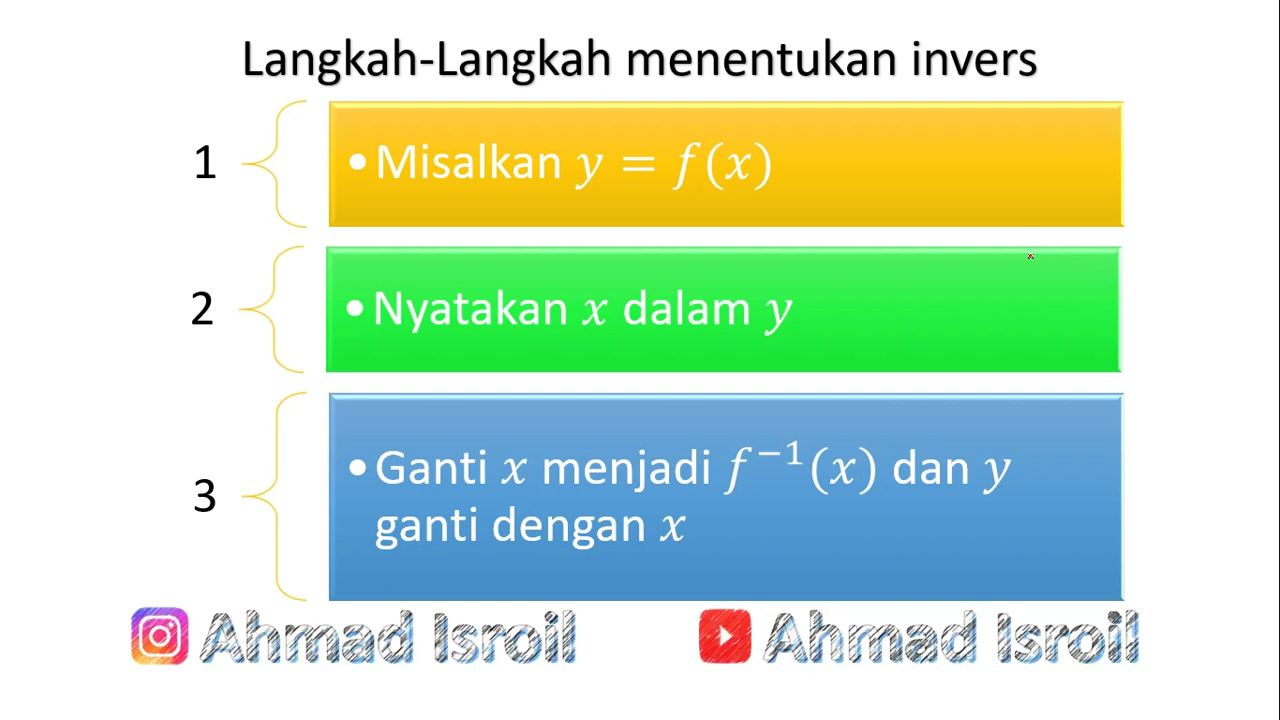 Langkah-Langkah menentukan invers
1
• Misalkan y = f(x)
2
• Nyatakan x dalam y
3
• Ganti x menjadi f⁻¹(x) dan y
ganti dengan x
Ahmad Isroil
Ahmad Isroil